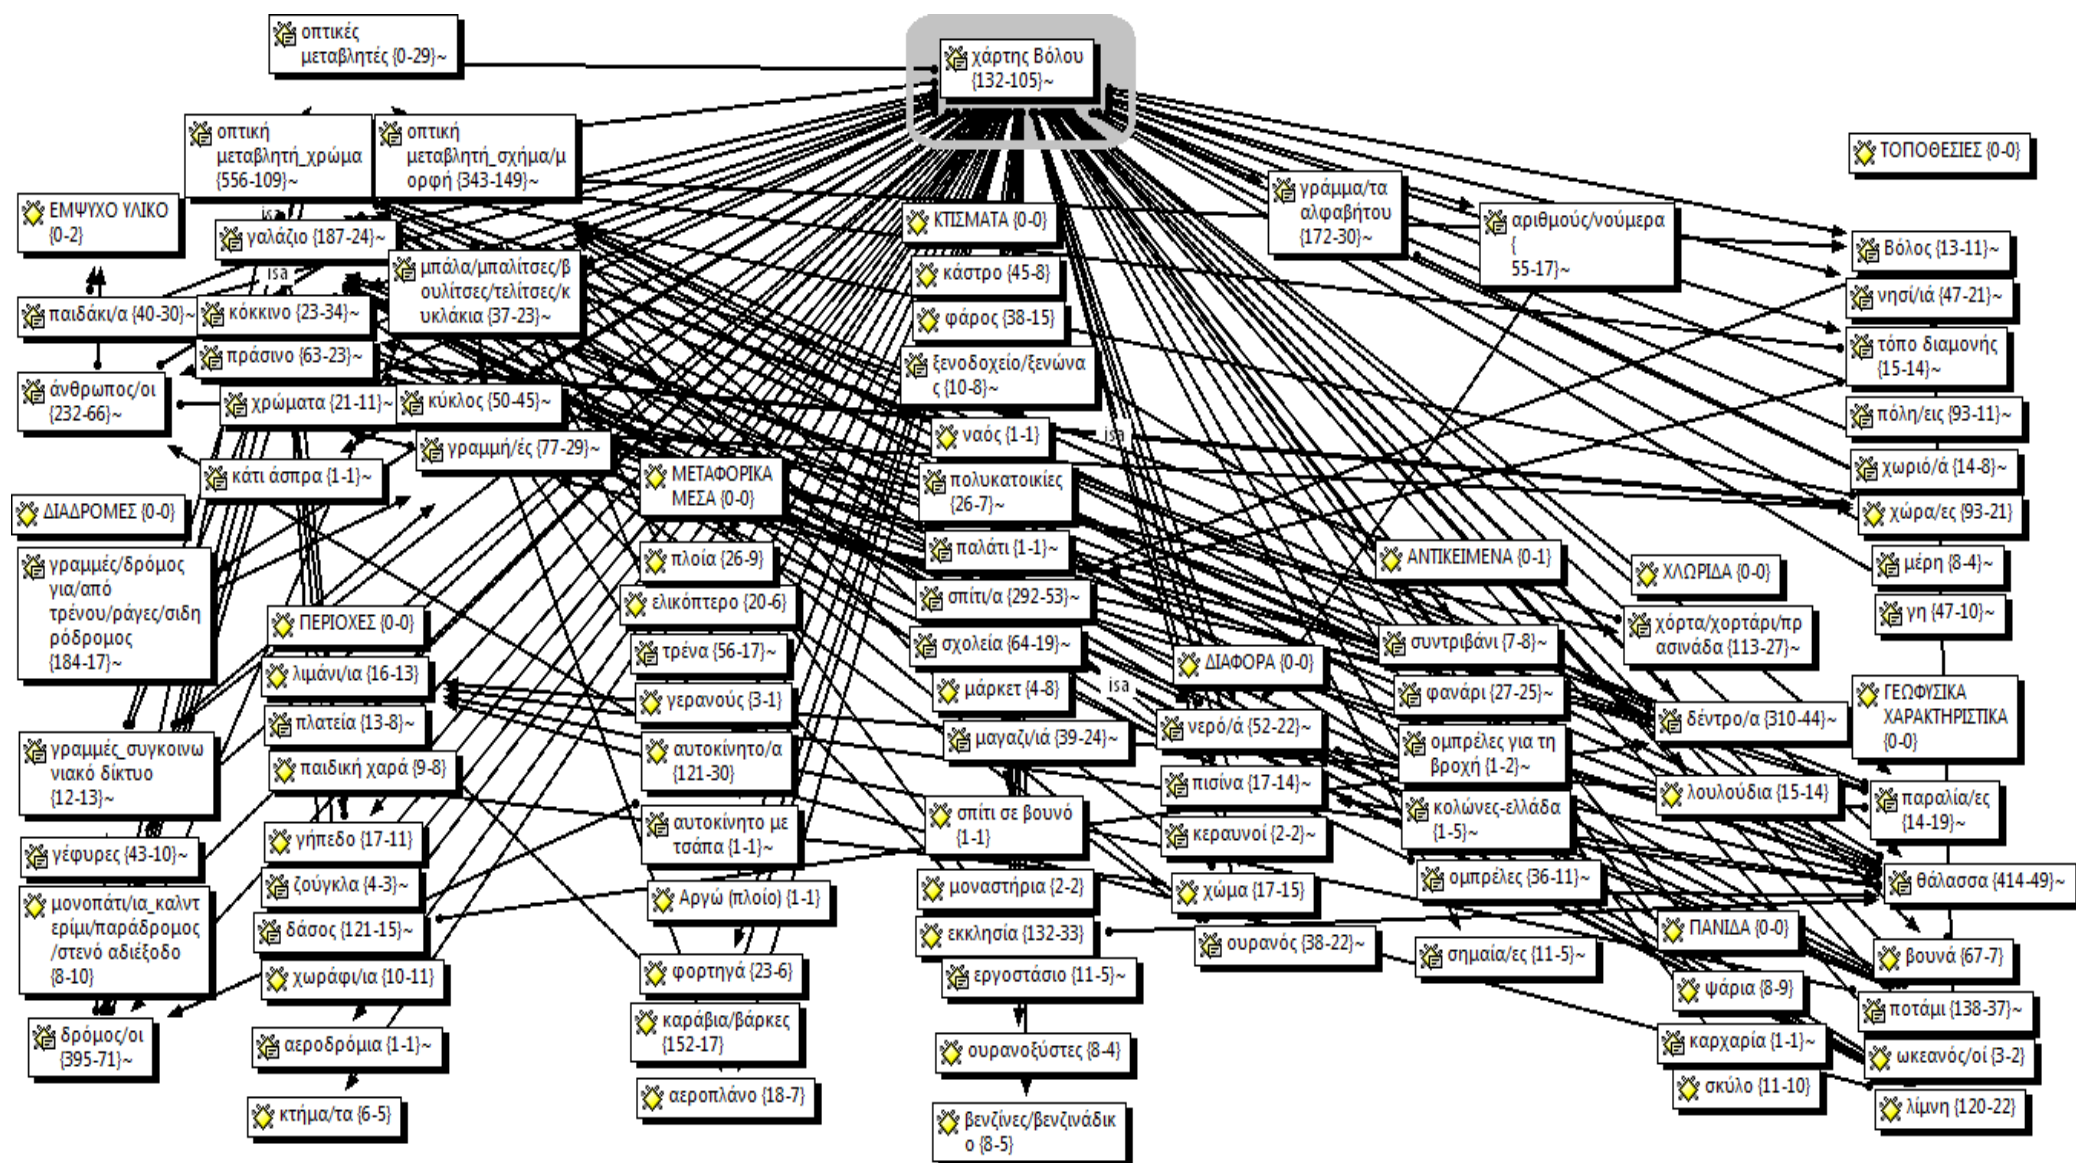 οπτικές
μεταβλητές {0-29}~
χάρτης Βόλου
{132-105}~
οπτική
μεταβλητή_χρώμα
{556-109}~
οπτική
μεταβλητή_σχήμα/μ
ορφή {343-149}~
ΤΟΠΟΘΕΣΙΕΣ {0-0}
ΕΜΨΥΧΟ ΥΛΙΚΟ
{0-2}
isa
γαλάζιο {187-24}~
ΚΤΙΣΜΑΤΑ {0-0}
γράμμα/τα
αλφαβήτου
{172-30}~
αριθμούς/νούμερα
{
55-17}~
Βόλος {13-11}~
isa
μπάλα/μπαλίτσες/β
ουλίτσες/τελίτσες/κ
υκλάκια {37-23}~
κάστρο {45-8}
νησί/ιά {47-21}~
παιδάκι/α {40-30}~
κόκκινο {23-34}~
φάρος {38-15}
τόπο διαμονής
{15-14}~
πράσινο {63-23}~
ξενοδοχείο/ξενώνα
ς {10-8}~
άνθρωπος/οι
{232-66}~
χρώματα {21-11}~
κύκλος {50-45}~
πόλη/εις {93-11}~
ναός {1-1}
isa
γραμμή/ές {77-29}~
χωριό/ά {14-8}~
κάτι άσπρα {1-1}~
ΜΕΤΑΦΟΡΙΚΑ
ΜΕΣΑ {0-0}
πολυκατοικίες
{26-7}~
χώρα/ες {93-21}
ΔΙΑΔΡΟΜΕΣ {0-0}
γραμμές/δρόμος
για/από
τρένου/ράγες/σιδη
ρόδρομος
{184-17}~
πλοία {26-9}
παλάτι {1-1}~
ΑΝΤΙΚΕΙΜΕΝΑ {0-1}
ΧΛΩΡΙΔΑ {0-0}
μέρη {8-4}~
ελικόπτερο {20-6}
σπίτι/α {292-53}~
γη {47-10}~
ΠΕΡΙΟΧΕΣ {0-0}
τρένα {56-17}~
σχολεία {64-19}~
ΔΙΑΦΟΡΑ {0-0}
συντριβάνι {7-8}~
χόρτα/χορτάρι/πρ
ασινάδα {113-27}~
λιμάνι/ια {16-13}
γερανούς {3-1}
μάρκετ {4-8}
isa
φανάρι {27-25}~
ΓΕΩΦΥΣΙΚΑ
ΧΑΡΑΚΤΗΡΙΣΤΙΚΑ
{0-0}
πλατεία {13-8}~
αυτοκίνητο/α
{121-30}
μαγαζι/ιά {39-24}~
νερό/ά {52-22}~
ομπρέλες για τη
βροχή {1-2}~
δέντρο/α {310-44}~
γραμμές_συγκοινω
νιακό δίκτυο
{12-13}~
παιδική χαρά {9-8}
πισίνα {17-14}~
λουλούδια {15-14}
παραλία/ες
{14-19}~
γήπεδο {17-11}
αυτοκίνητο με
τσάπα {1-1}~
σπίτι σε βουνό
{1-1}
κεραυνοί {2-2}~
κολώνες-ελλάδα
{1-5}~
γέφυρες {43-10}~
ζούγκλα {4-3}~
Αργώ (πλοίο) {1-1}
μοναστήρια {2-2}
χώμα {17-15}
ομπρέλες {36-11}~
θάλασσα {414-49}~
μονοπάτι/ια_καλντ
ερίμι/παράδρομος
/στενό αδιέξοδο
{8-10}
δάσος {121-15}~
εκκλησία {132-33}
ουρανός {38-22}~
σημαία/ες {11-5}~
ΠΑΝΙΔΑ {0-0}
βουνά {67-7}
χωράφι/ια {10-11}
φορτηγά {23-6}
εργοστάσιο {11-5}~
ψάρια {8-9}
ποτάμι {138-37}~
δρόμος/οι
{395-71}~
αεροδρόμια {1-1}~
καράβια/βάρκες
{152-17}
ουρανοξύστες {8-4}
καρχαρία {1-1}~
ωκεανός/οί {3-2}
κτήμα/τα {6-5}
αεροπλάνο {18-7}
βενζίνες/βενζινάδικ
ο {8-5}
σκύλο {11-10}
λίμνη {120-22}